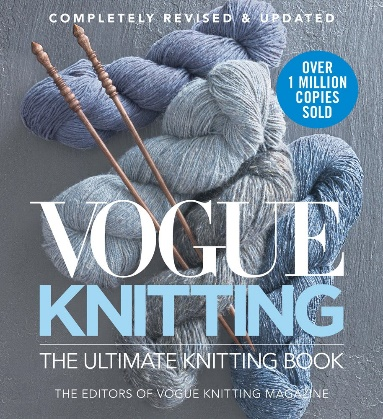 COMPLETELY REVISED & UPDATED
OVER
1 MILLION
COPIES
SOLD
VOGUE
KNITTING
THE ULTIMATE KNITTING BOOK
THE EDITORS OF VOGUE KNITTING MAGAZINE